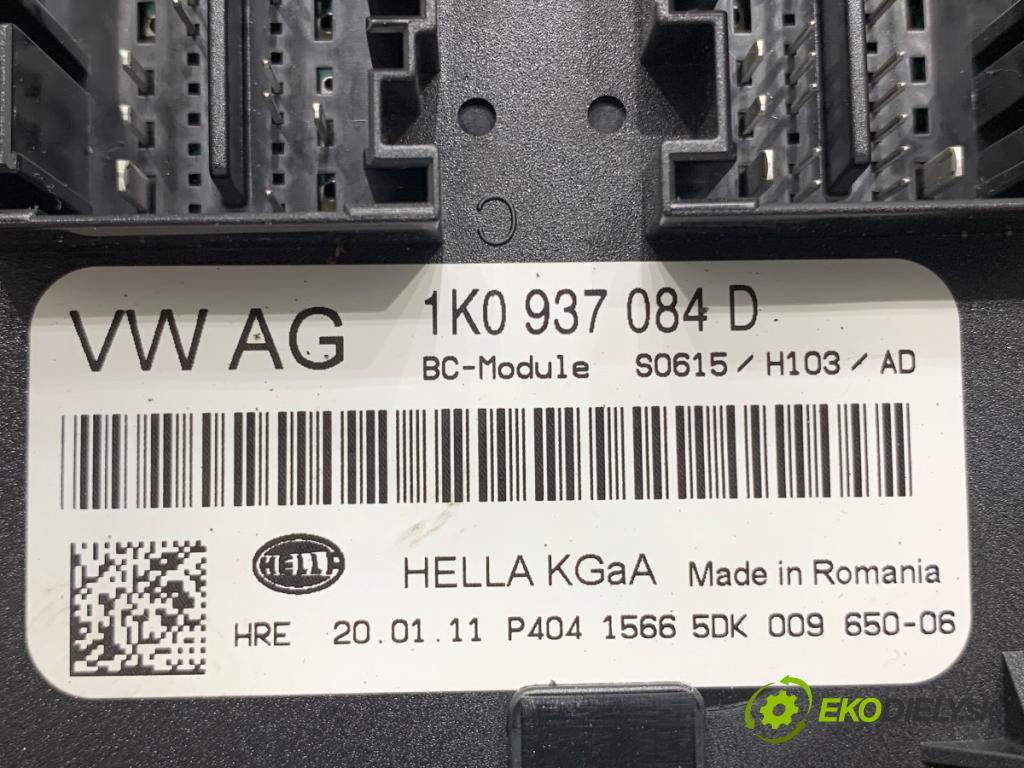 C
VW AG 1K0 937 084 D
BC-Module S0615 / H103 / AD
HELLA HELLA KGaA Made in Romania
HRE 20.01.11 P404 1566 5DK 009 650-06
EKODIELY.SK